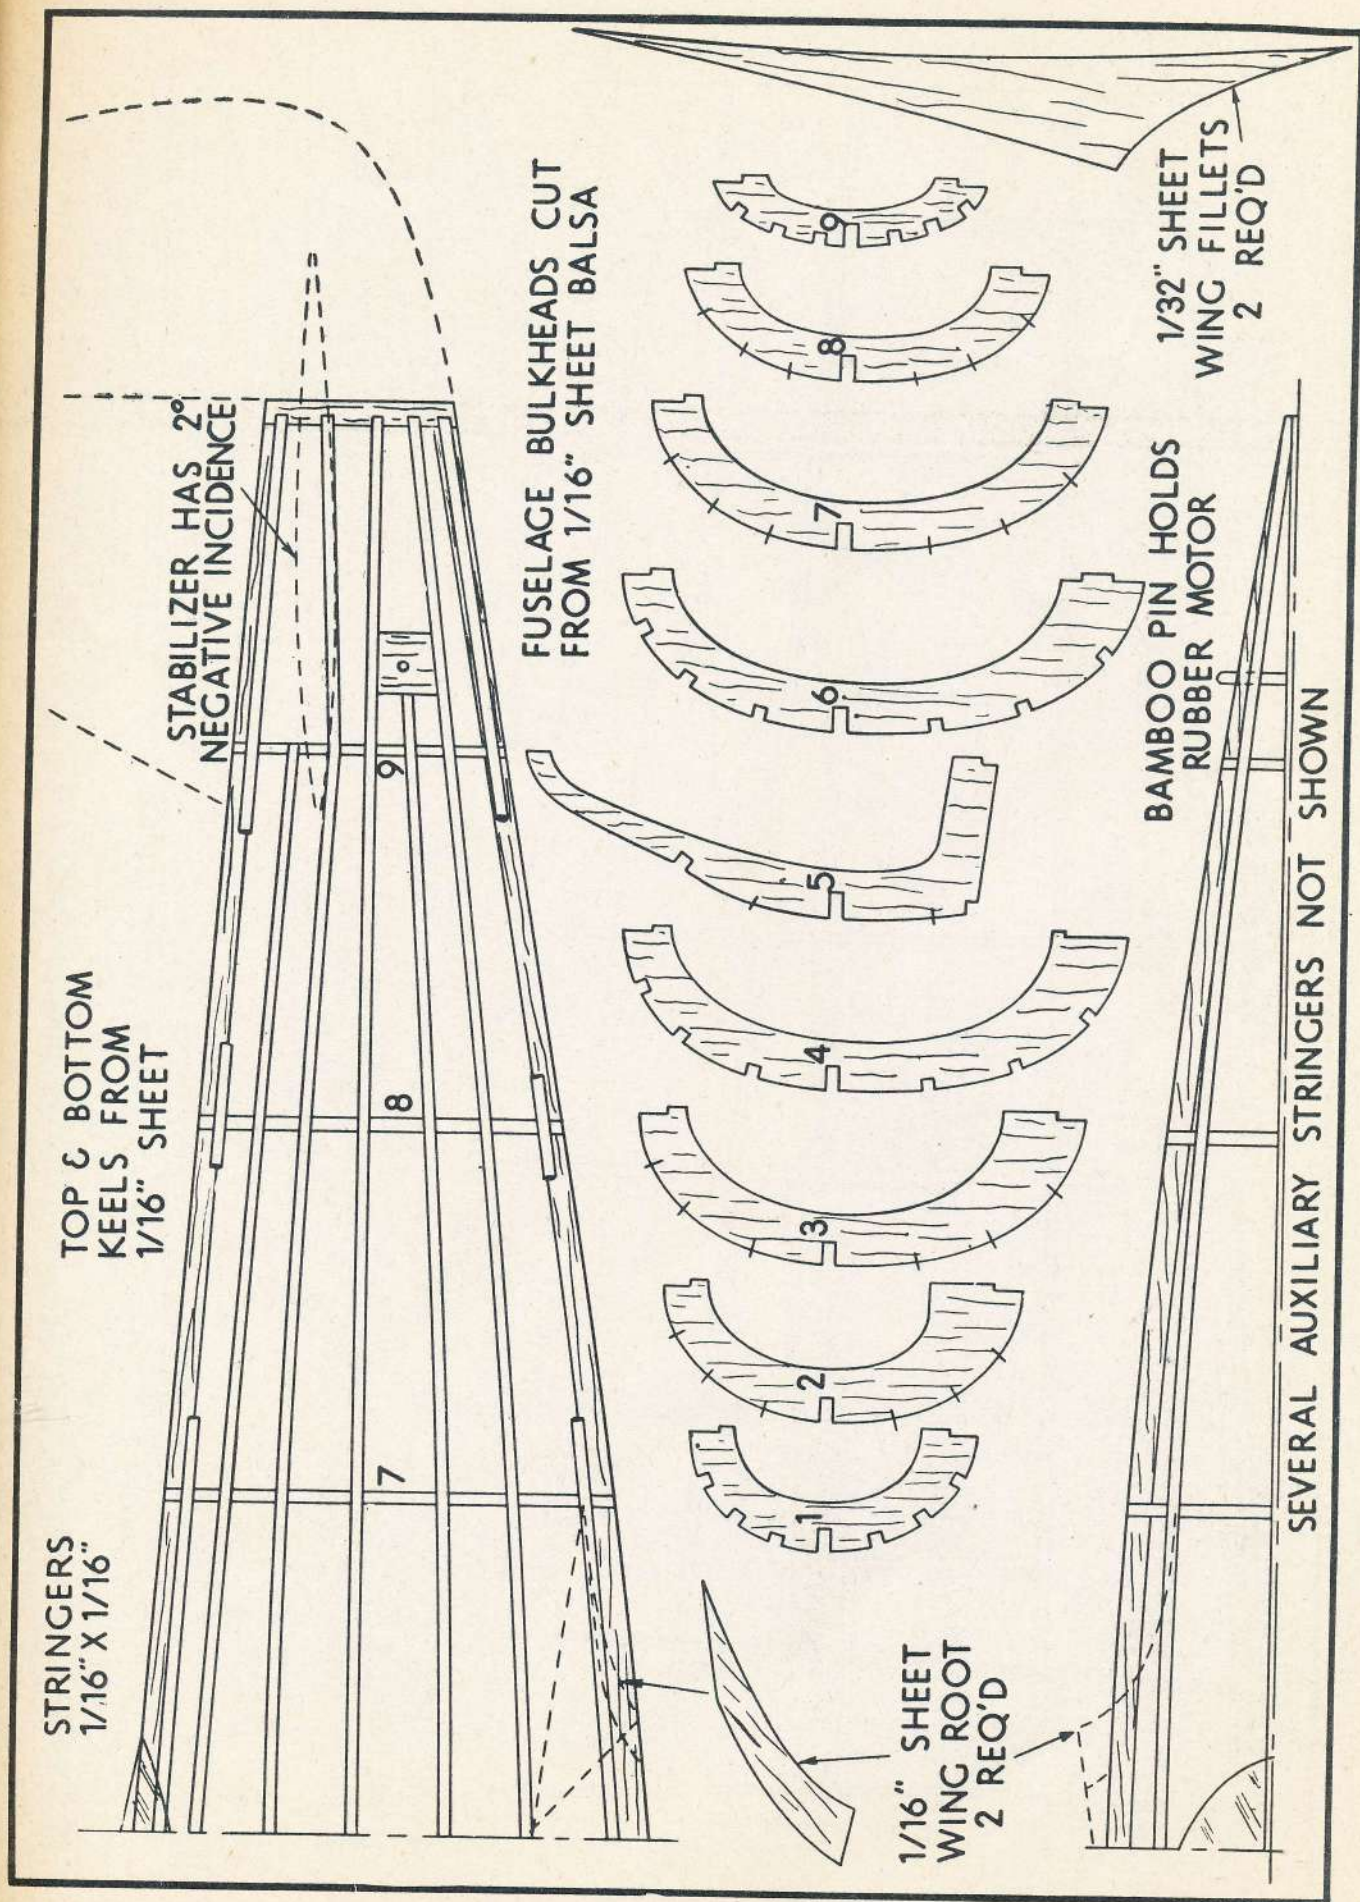 STRINGERS
1/16" X 1/16"
TOP & BOTTOM
KEELS FROM
1/16" SHEET
STABILIZER HAS 2°
NEGATIVE INCIDENCE
7
8
9
FUSELAGE BULKHEADS CUT
FROM 1/16" SHEET BALSA
1
2
3
4
5
6
7
8
9
1/16" SHEET
WING ROOT
2 REQ'D
BAMBOO PIN HOLDS
RUBBER MOTOR
1/32" SHEET
WING FILLETS
2 REQ'D
SEVERAL AUXILIARY STRINGERS NOT SHOWN